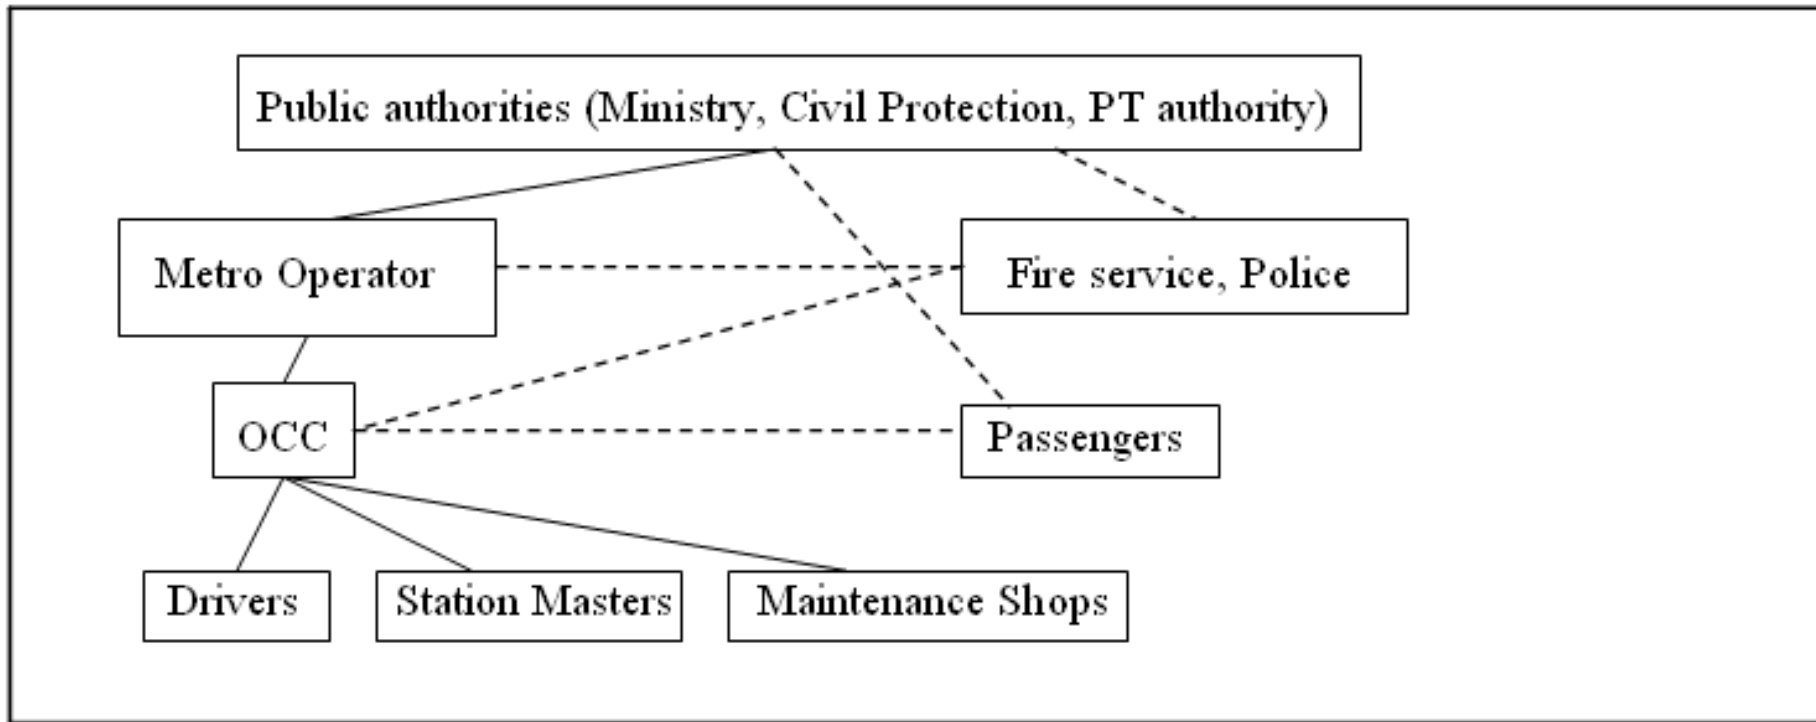 Public authorities (Ministry, Civil Protection, PT authority)
Metro Operator
Fire service, Police
OCC
Passengers
Drivers
Station Masters
Maintenance Shops